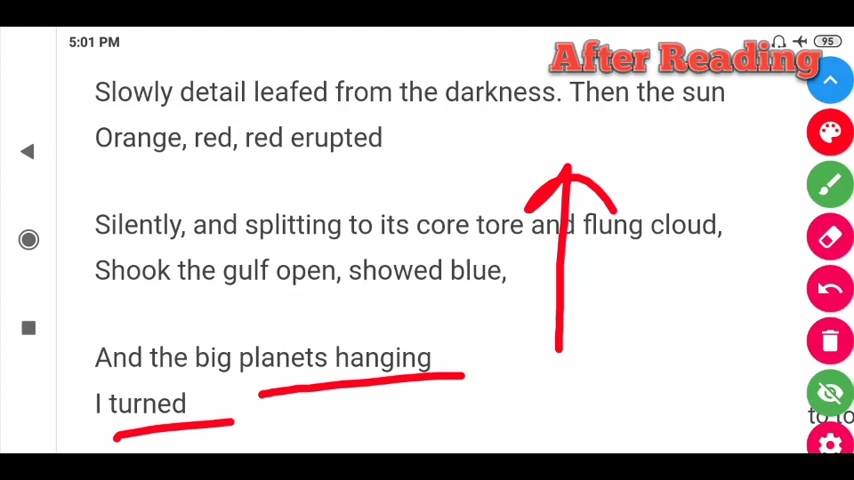 5:01 PM
95
After Reading
Slowly detail leafed from the darkness. Then the sun
Orange, red, red erupted
Silently, and splitting to its core tore and flung cloud,
Shook the gulf open, showed blue,
And the big planets hanging
I turned